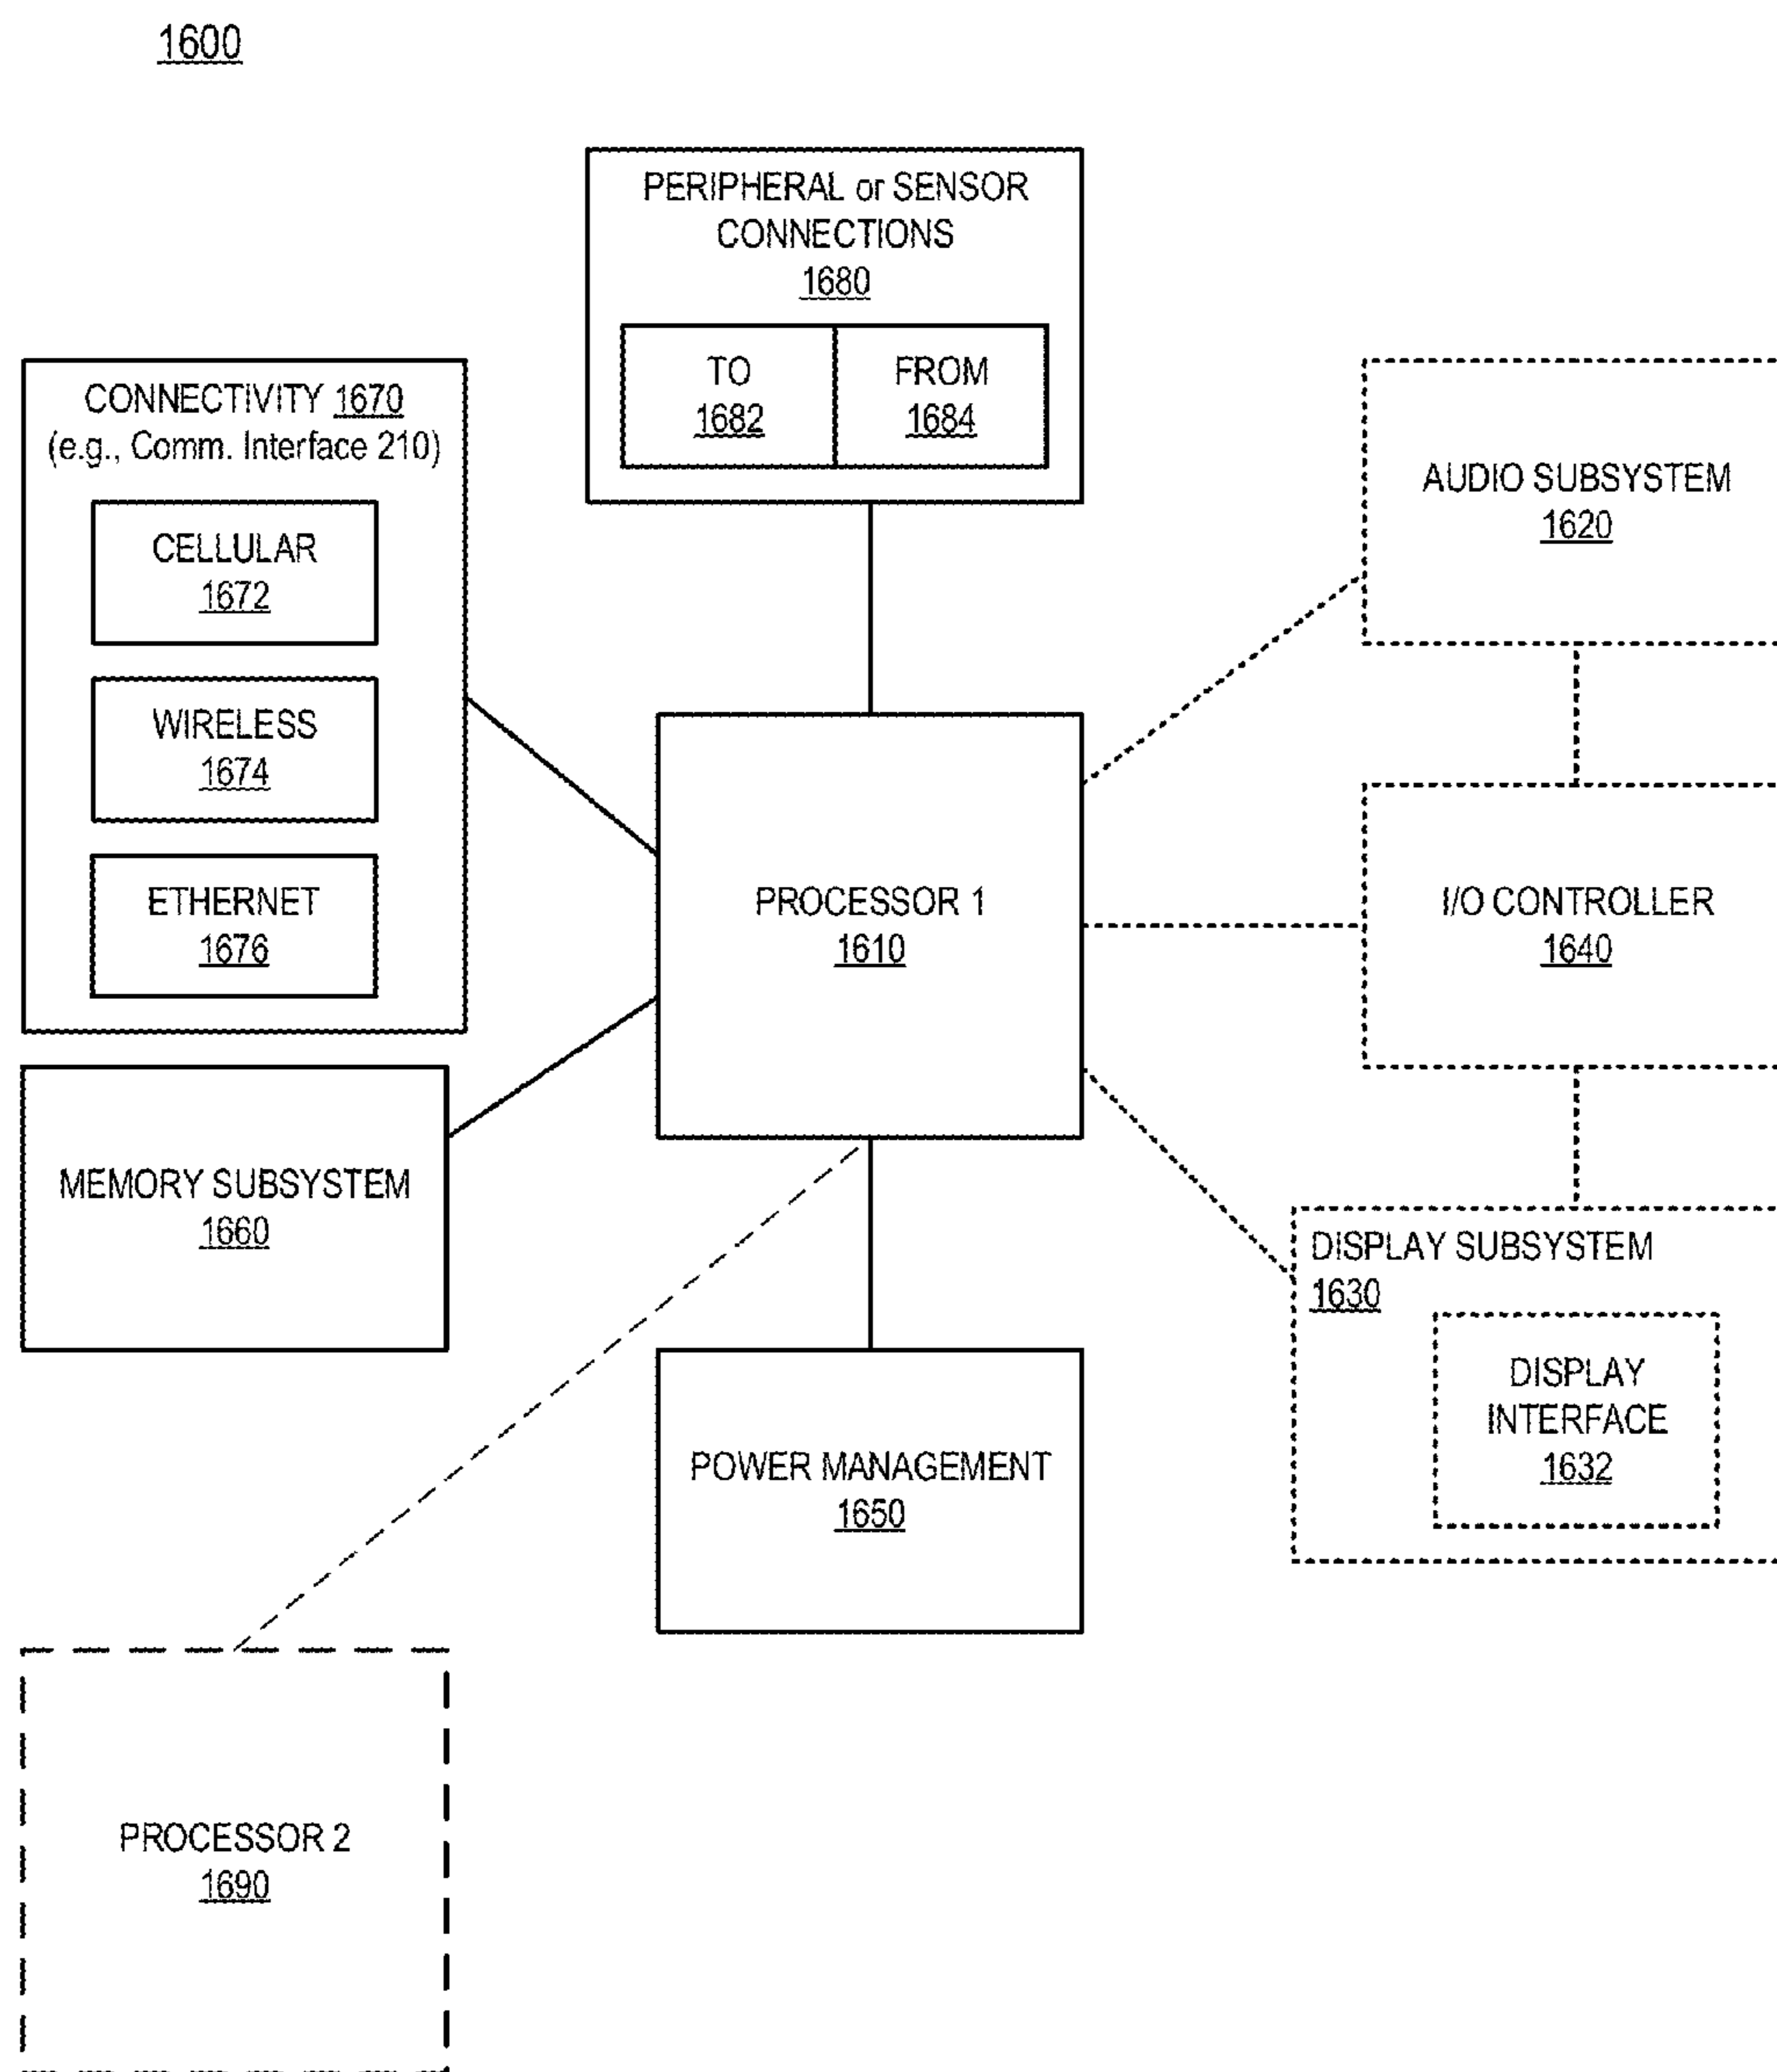 1600
PERIPHERAL or SENSOR
CONNECTIONS
1680
TO
1682
FROM
1684
CONNECTIVITY 1670
(e.g., Comm. Interface 210)
CELLULAR
1672
WIRELESS
1674
ETHERNET
1676
AUDIO SUBSYSTEM
1620
PROCESSOR 1
1610
I/O CONTROLLER
1640
MEMORY SUBSYSTEM
1660
DISPLAY SUBSYSTEM
1630
DISPLAY
INTERFACE
1632
POWER MANAGEMENT
1650
PROCESSOR 2
1690